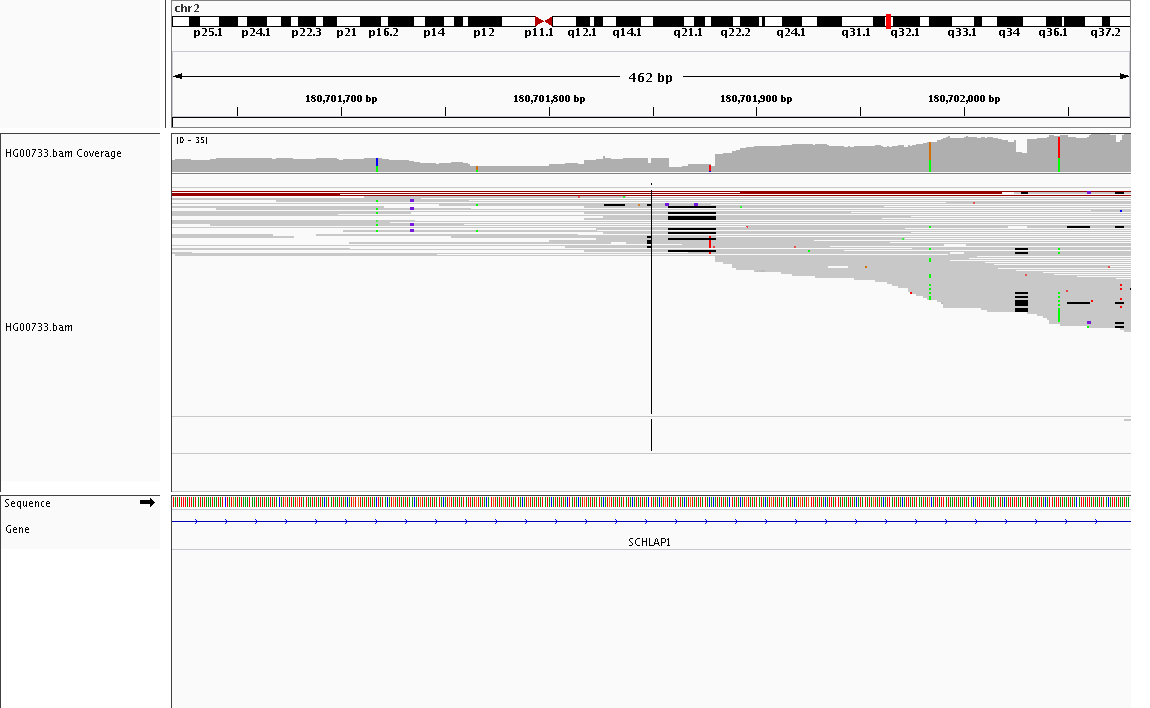 chr2
p25.1 p24.1 p22.3 p21 p16.2 p14 p12 p11.1 q12.1 q14.1 q21.1 q22.2 q24.1 q31.1 q32.1 q33.1 q34 q36.1 q37.2
462 bp
180,701,700 bp 180,701,800 bp 180,701,900 bp 180,702,000 bp
[0 - 35]
HG00733.bam Coverage
HG00733.bam
Sequence
Gene
SCHLAP1